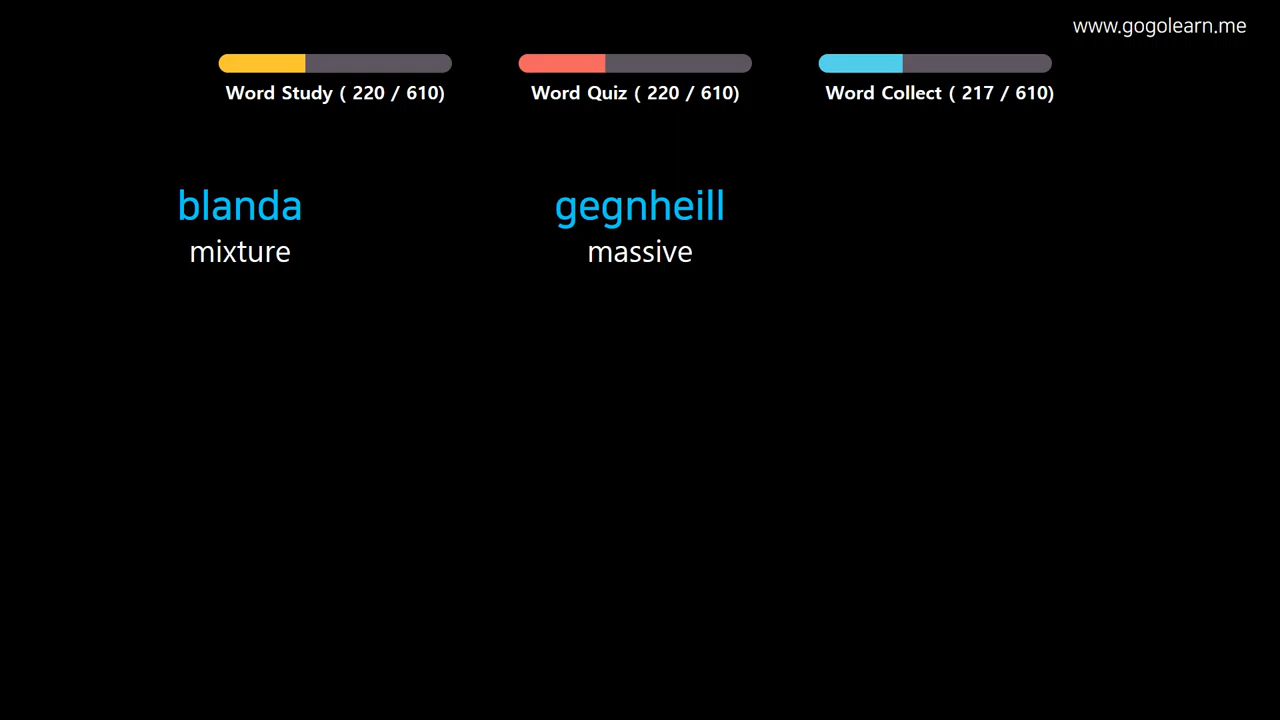 www.gogolearn.me
Word Study ( 220 / 610)
Word Quiz ( 220 / 610)
Word Collect ( 217 / 610)
blanda
mixture
gegnheill
massive